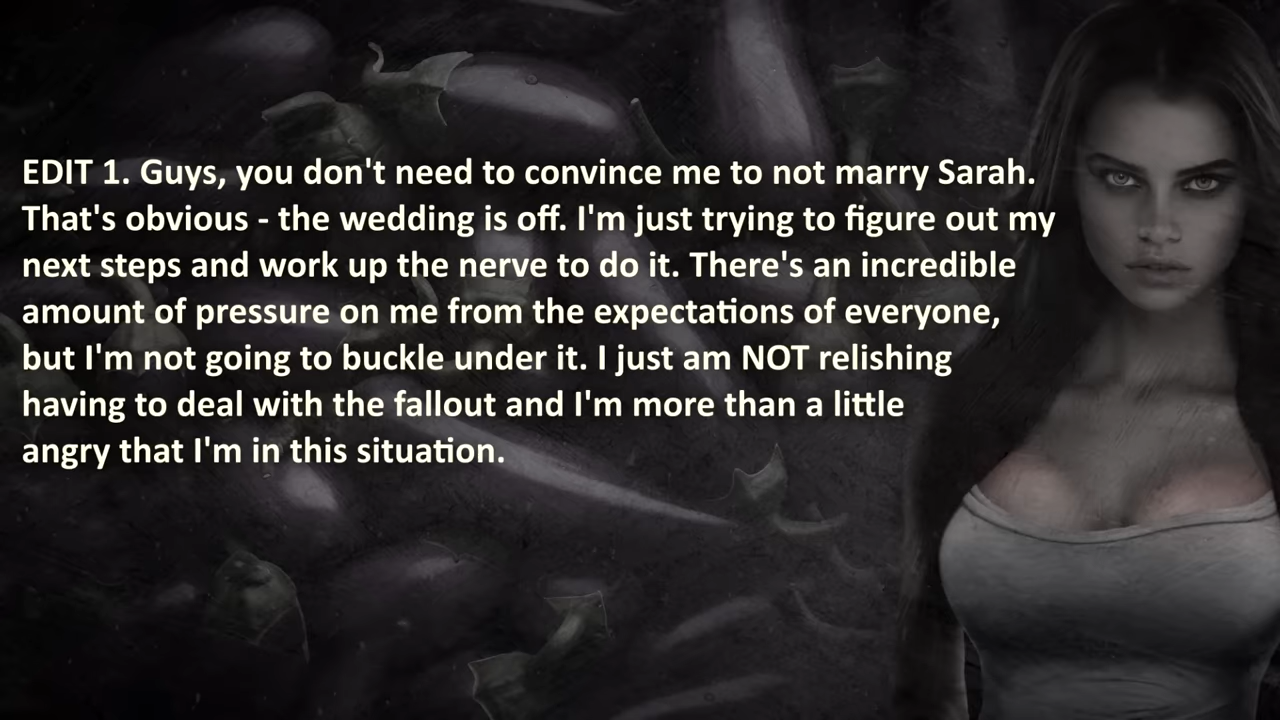 EDIT 1. Guys, you don't need to convince me to not marry Sarah.
That's obvious - the wedding is off. I'm just trying to figure out my
next steps and work up the nerve to do it. There's an incredible
amount of pressure on me from the expectations of everyone,
but I'm not going to buckle under it. I just am NOT relishing
having to deal with the fallout and I'm more than a little
angry that I'm in this situation.